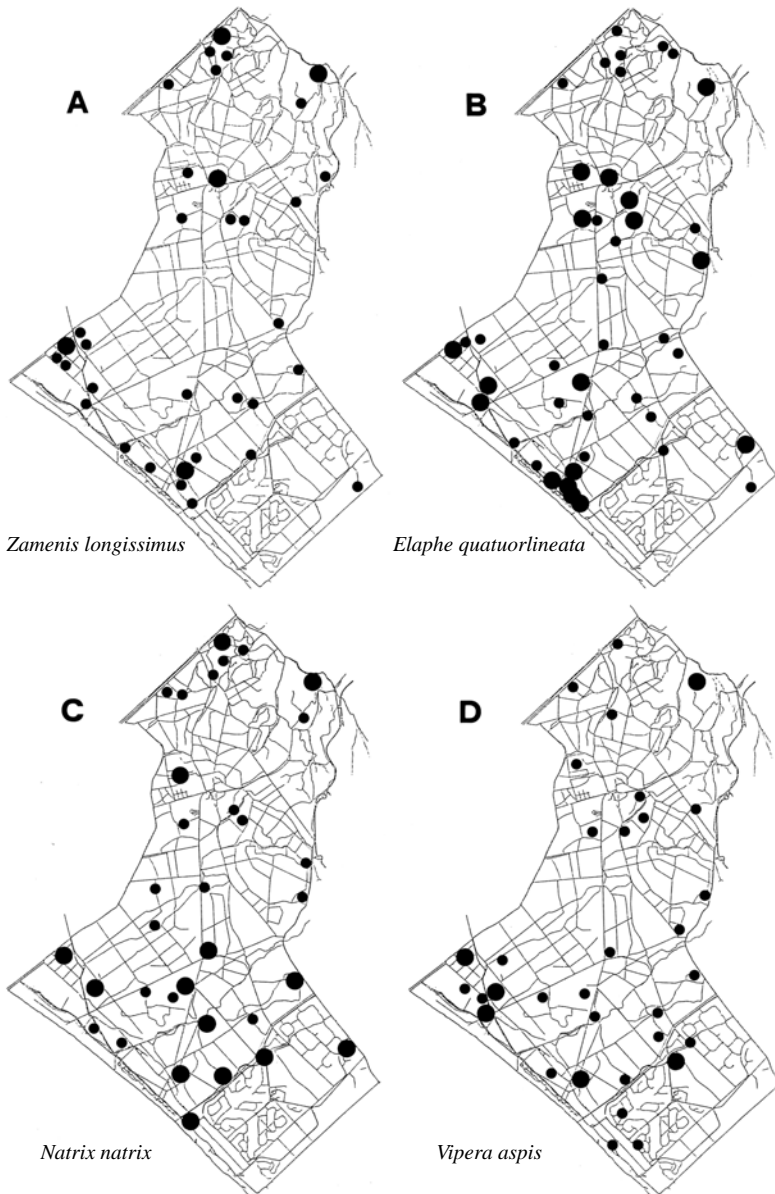 A
B
Zamenis longissimus
Elaphe quatuorlineata
C
D
Natrix natrix
Vipera aspis